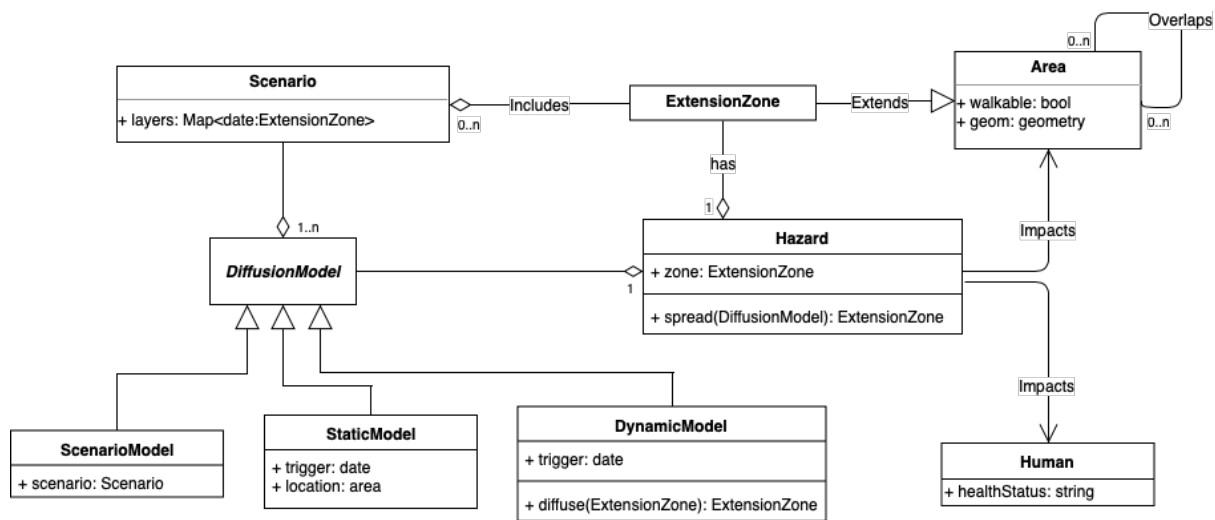 Overlaps
0..n
Area
+ walkable: bool
+ geom: geometry
0..n
Scenario
+ layers: Map<date:ExtensionZone>
0..n
Includes
ExtensionZone
Extends
has
1
1..n
DiffusionModel
1
Hazard
+ zone: ExtensionZone
+ spread(DiffusionModel): ExtensionZone
Impacts
Impacts
ScenarioModel
+ scenario: Scenario
StaticModel
+ trigger: date
+ location: area
DynamicModel
+ trigger: date
+ diffuse(ExtensionZone): ExtensionZone
Human
+ healthStatus: string